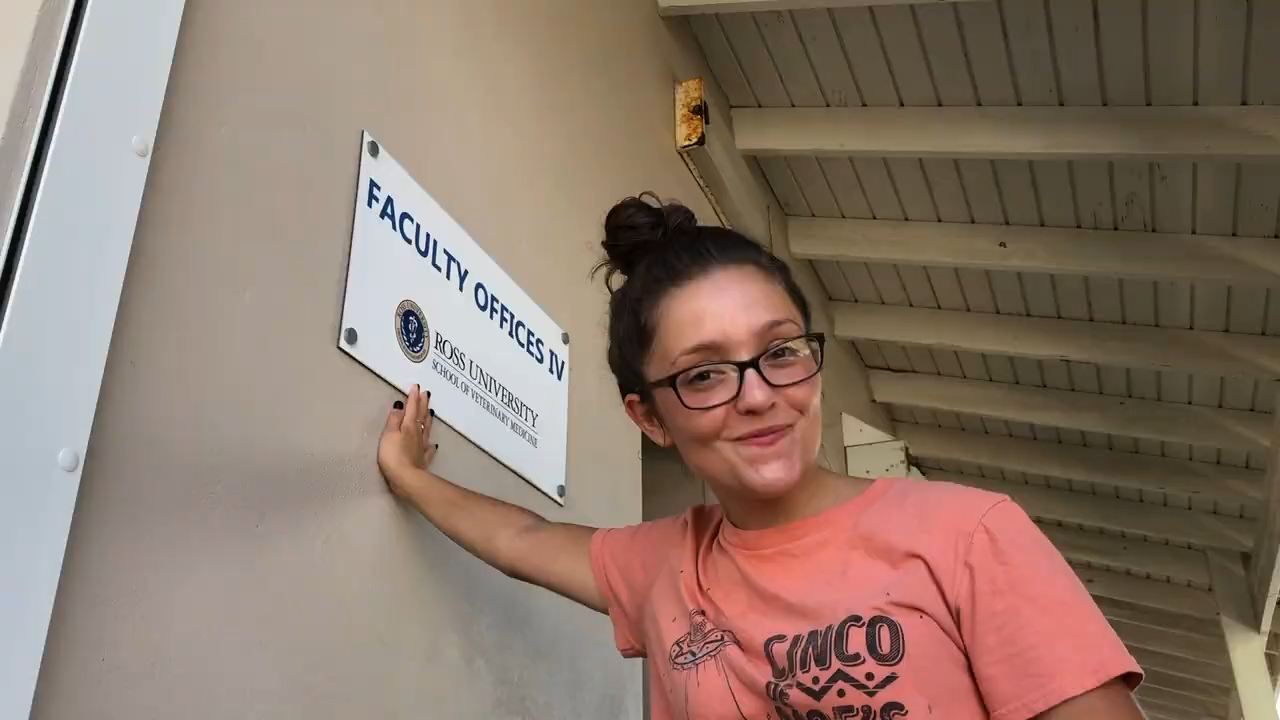 FACULTY OFFICES IV
ROSS UNIVERSITY
SCHOOL OF VETERINARY MEDICINE
CINCO